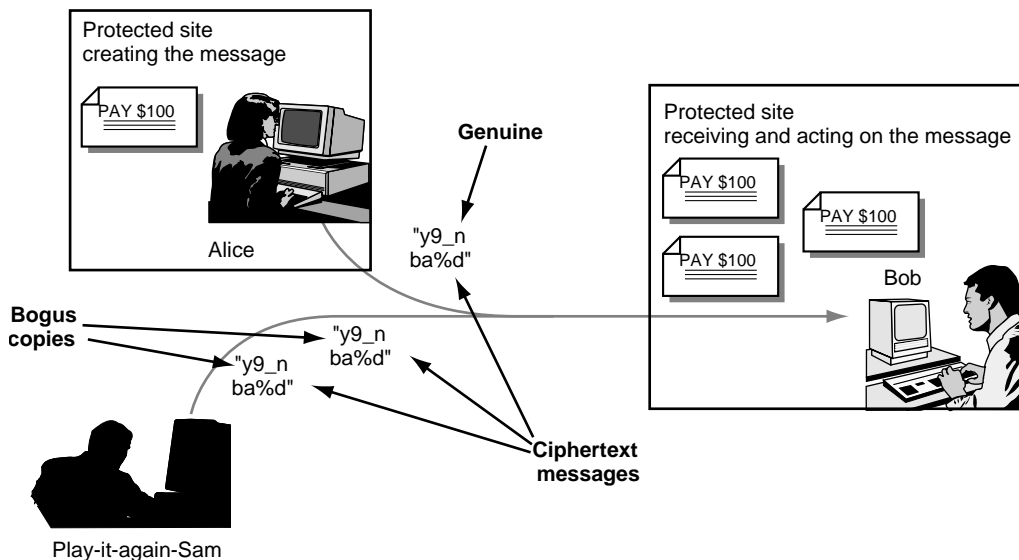 Protected site
creating the message
PAY $100
Alice
Genuine
"y9_n
ba%d"
Protected site
receiving and acting on the message
PAY $100
PAY $100
PAY $100
Bob
Bogus
copies
"y9_n
ba%d"
"y9_n
ba%d"
Ciphertext
messages
Play-it-again-Sam